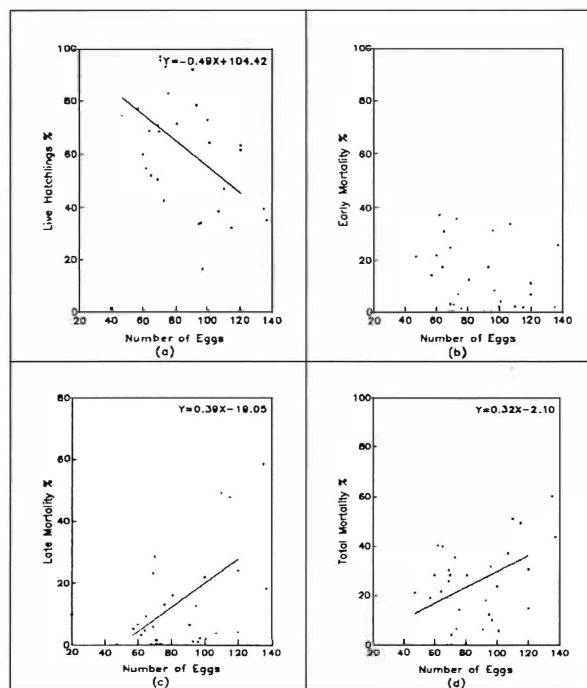 100
80
60
40
20
0
Live Hatchlings %
Y=-0.49X+104.42
20 40 60 80 100 120 140
Number of Eggs
(a)
100
80
60
40
20
0
Early Mortality %
20 40 60 80 100 120 140
Number of Eggs
(b)
80
60
40
20
0
Late Mortality %
Y=0.39X-19.05
20 40 60 80 100 120 140
Number of Eggs
(c)
100
80
60
40
20
0
Total Mortality %
Y=0.32X-2.10
20 40 60 80 100 120 140
Number of Eggs
(d)